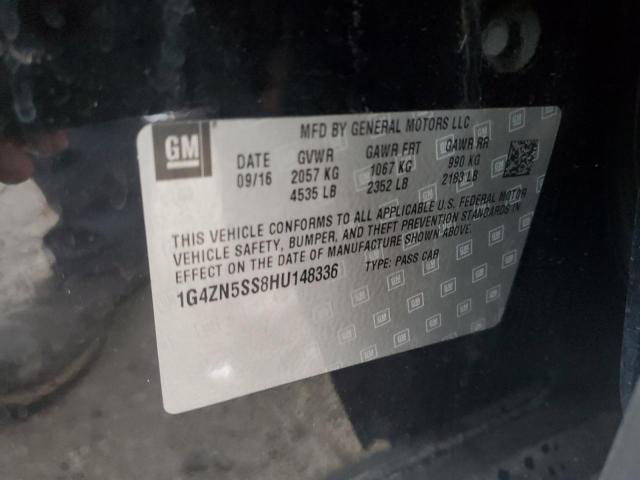 GM
MFD BY GENERAL MOTORS LLC
DATE GVWR GAWR FRT GAWR RR
09/16 2057 KG 1067 KG 990 KG
4535 LB 2352 LB 2183 LB
THIS VEHICLE CONFORMS TO ALL APPLICABLE U.S. FEDERAL MOTOR
VEHICLE SAFETY, BUMPER, AND THEFT PREVENTION STANDARDS IN
EFFECT ON THE DATE OF MANUFACTURE SHOWN ABOVE.
1G4ZN5SS8HU148336 TYPE: PASS CAR